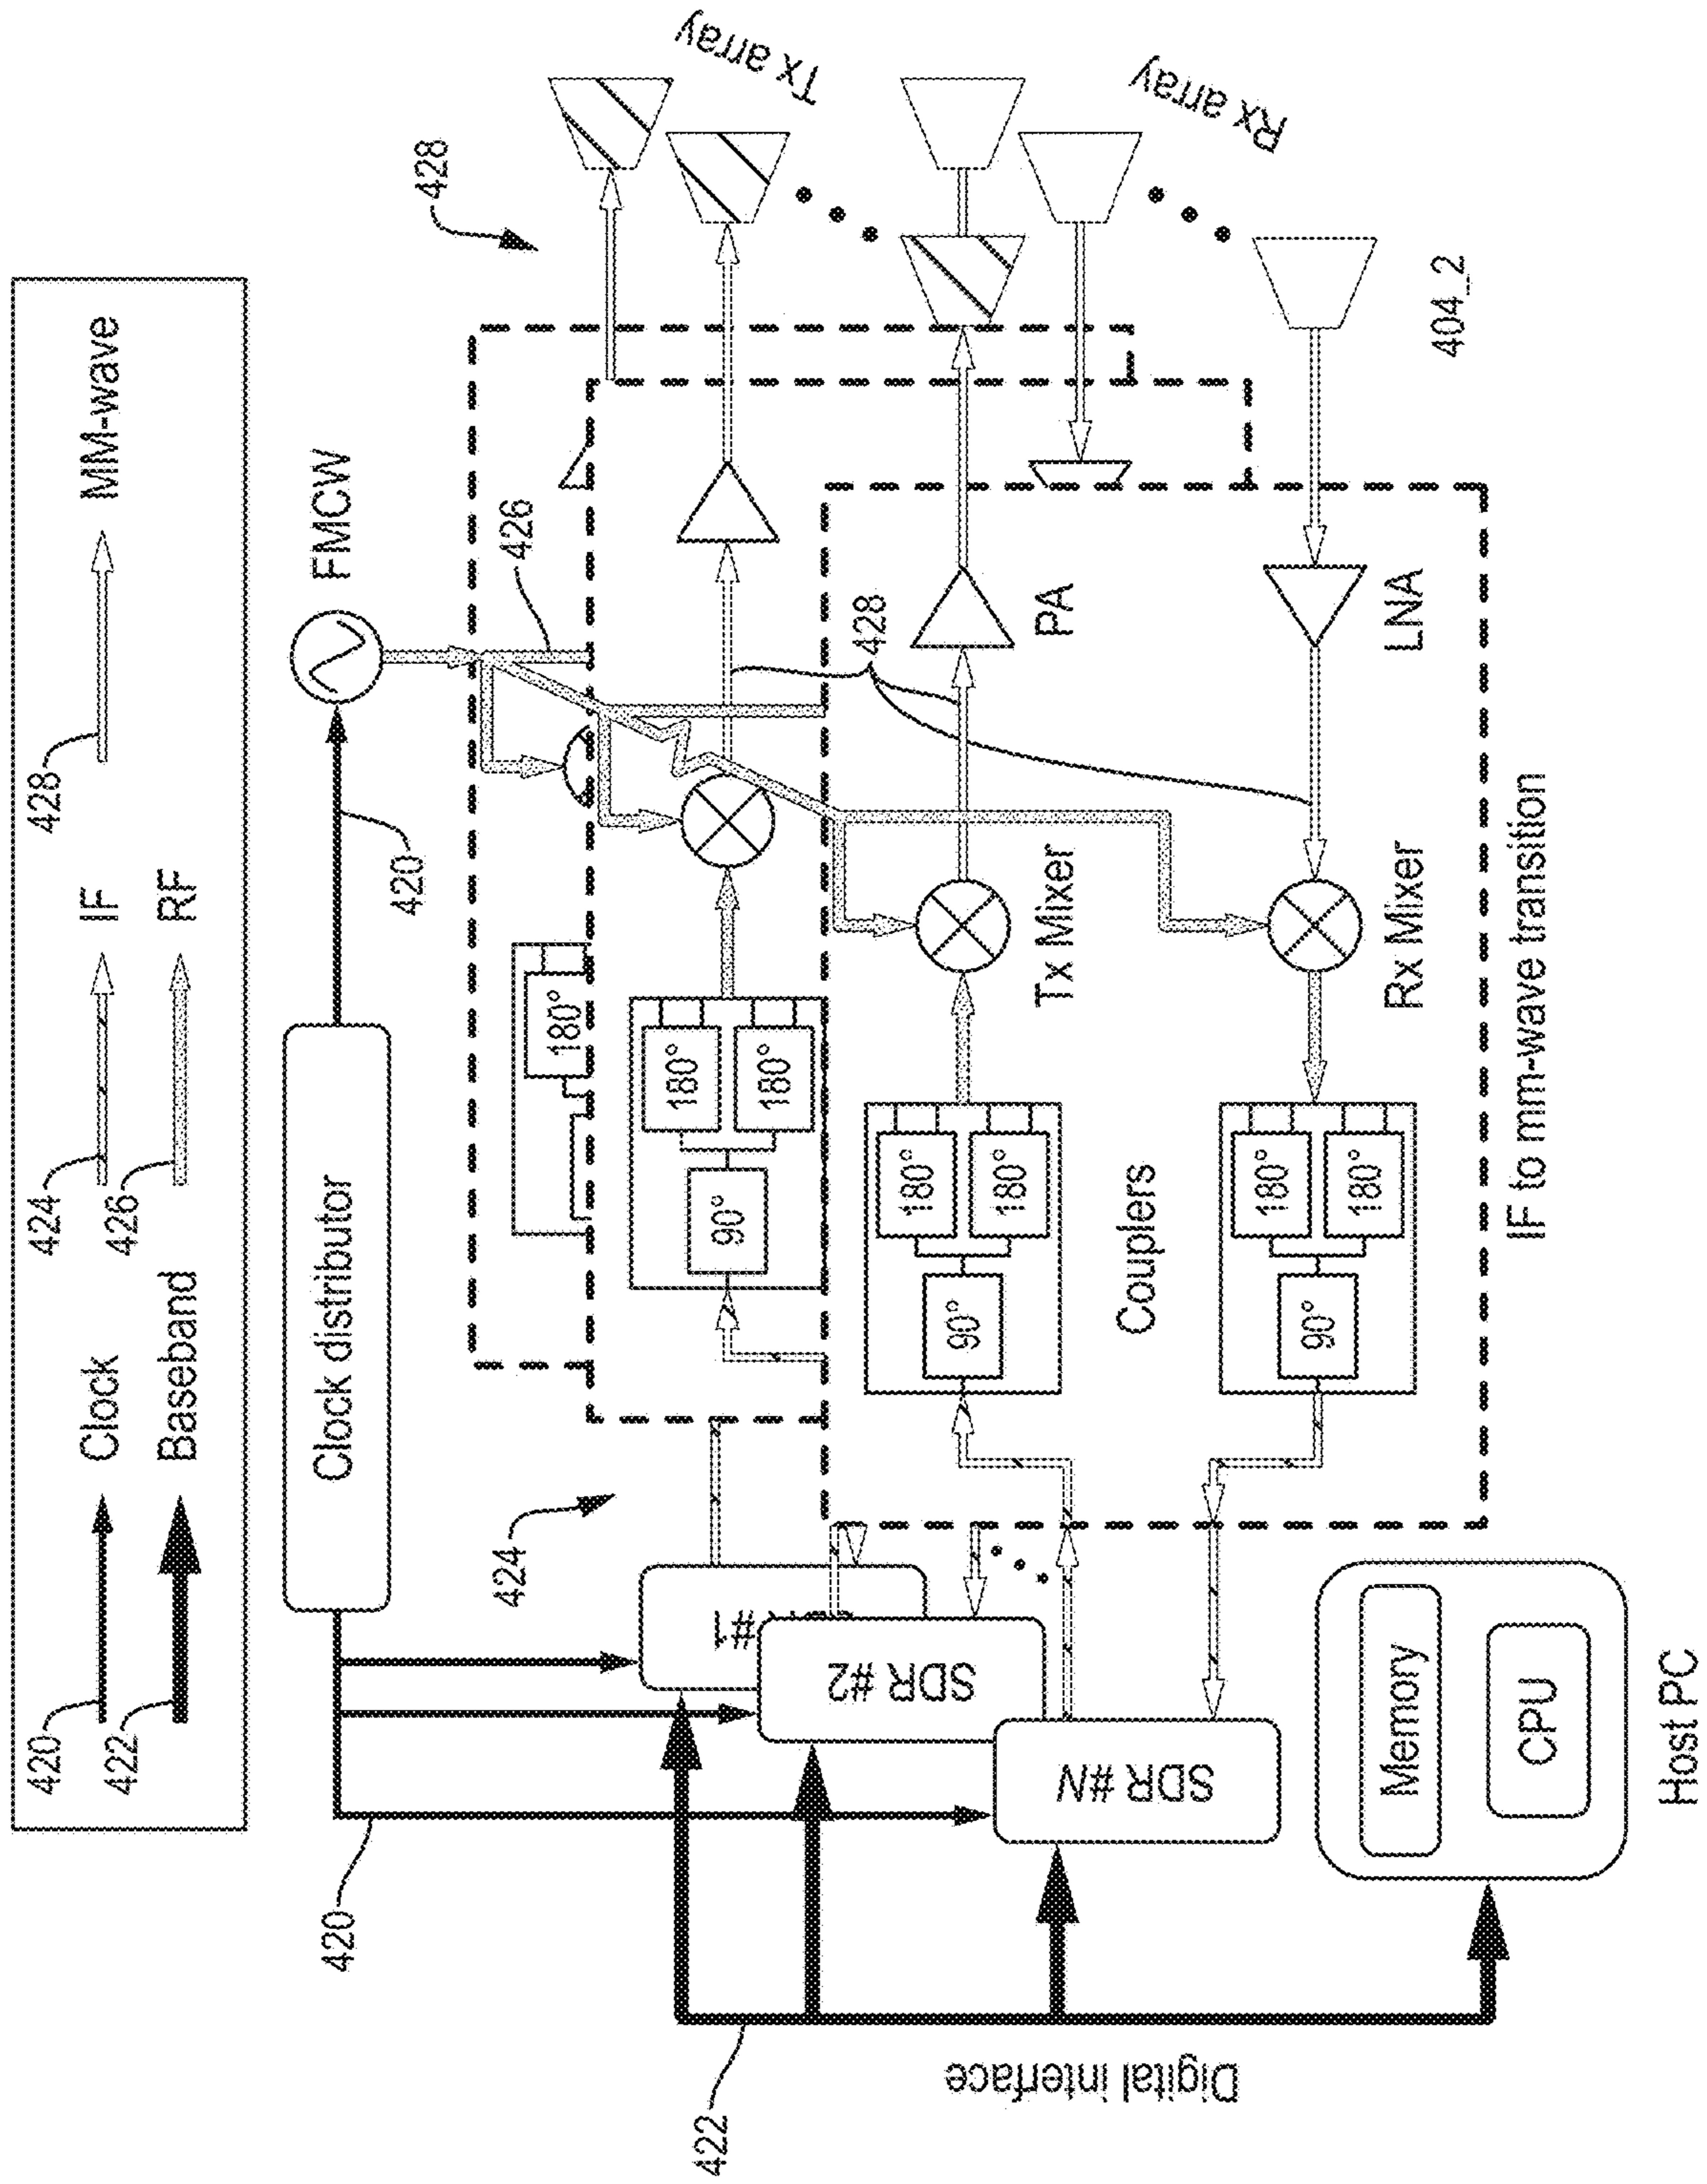 420
Clock
424
IF
428
MM-wave
422
Baseband
426
RF
Clock distributor
420
FMCW
420
424
428
426
180°
#1
90°
180°
180°
Tx array
SDR #2
90°
180°
180°
Tx Mixer
428
PA
SDR #N
Couplers
Rx array
90°
180°
180°
Rx Mixer
LNA
404_2
IF to mm-wave transition
422
Digital interface
Memory
CPU
Host PC